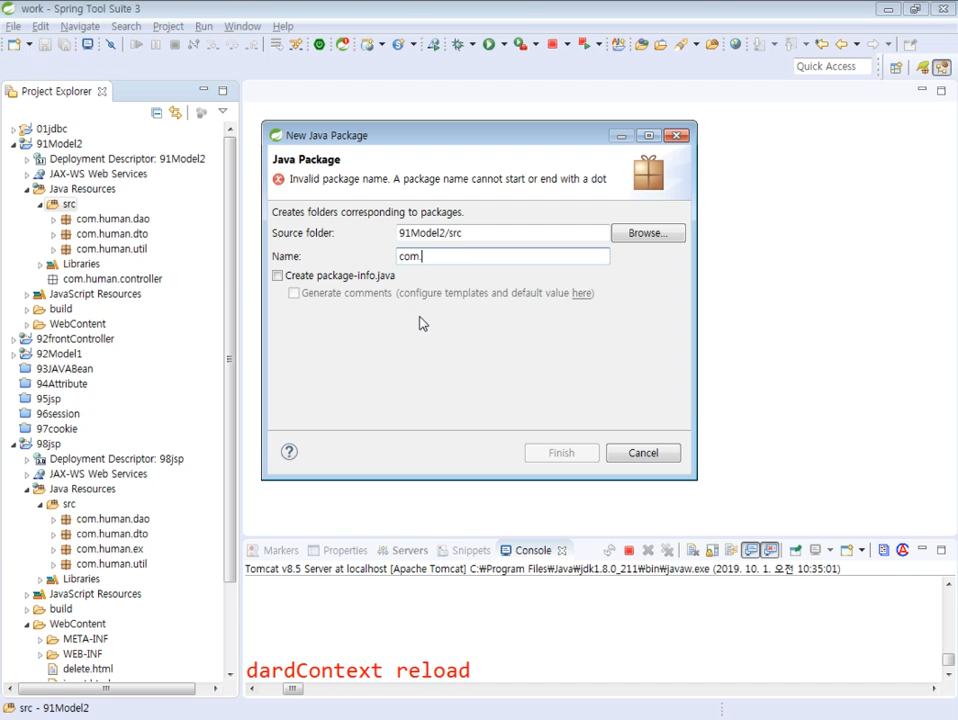 work - Spring Tool Suite 3
File Edit Navigate Search Project Run Window Help
Quick Access
Project Explorer
01jdbc
91Model2
Deployment Descriptor: 91Model2
JAX-WS Web Services
Java Resources
src
com.human.dao
com.human.dto
com.human.util
Libraries
com.human.controller
JavaScript Resources
build
WebContent
92frontController
92Model1
93JAVABean
94Attribute
95jsp
96session
97cookie
98jsp
Deployment Descriptor: 98jsp
JAX-WS Web Services
Java Resources
src
com.human.dao
com.human.dto
com.human.ex
com.human.util
Libraries
JavaScript Resources
build
WebContent
META-INF
WEB-INF
delete.html
New Java Package
Java Package
Invalid package name. A package name cannot start or end with a dot
Creates folders corresponding to packages.
Source folder: 91Model2/src Browse...
Name: com.
Create package-info.java
Generate comments (configure templates and default value here)
? Finish Cancel
Markers Properties Servers Snippets Console
Tomcat v8.5 Server at localhost [Apache Tomcat] C:₩Program Files₩Java₩jdk1.8.0_211₩bin₩javaw.exe (2019. 10. 1. 오전 10:35:01)
dardContext reload
src - 91Model2